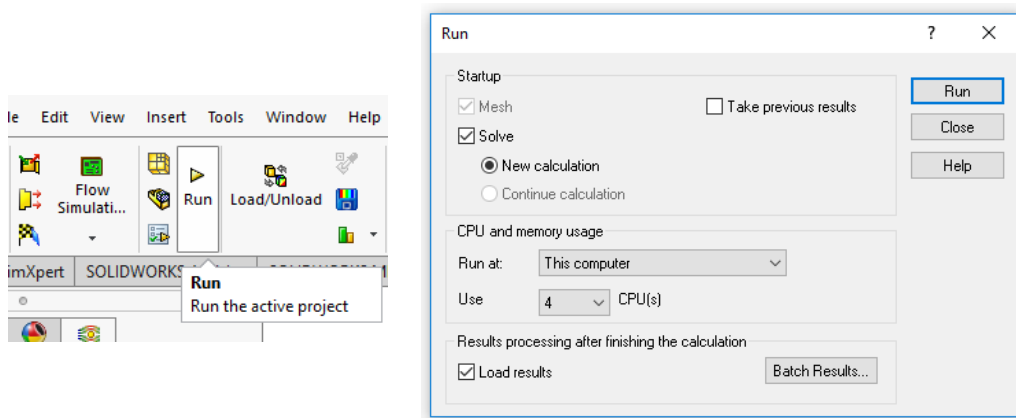 le Edit View Insert Tools Window Help
Flow
Simulati...
Run
Load/Unload
imXpert SOLIDWORKS
Run
Run the active project
Run ? ×
Startup
Mesh
Take previous results
Solve
New calculation
Continue calculation
Run
Close
Help
CPU and memory usage
Run at: This computer
Use 4 CPU(s)
Results processing after finishing the calculation
Load results
Batch Results...